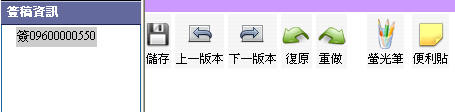 簽稿資訊
簽09600000550
儲存 上一版本 下一版本 復原 重做 螢光筆 便利貼